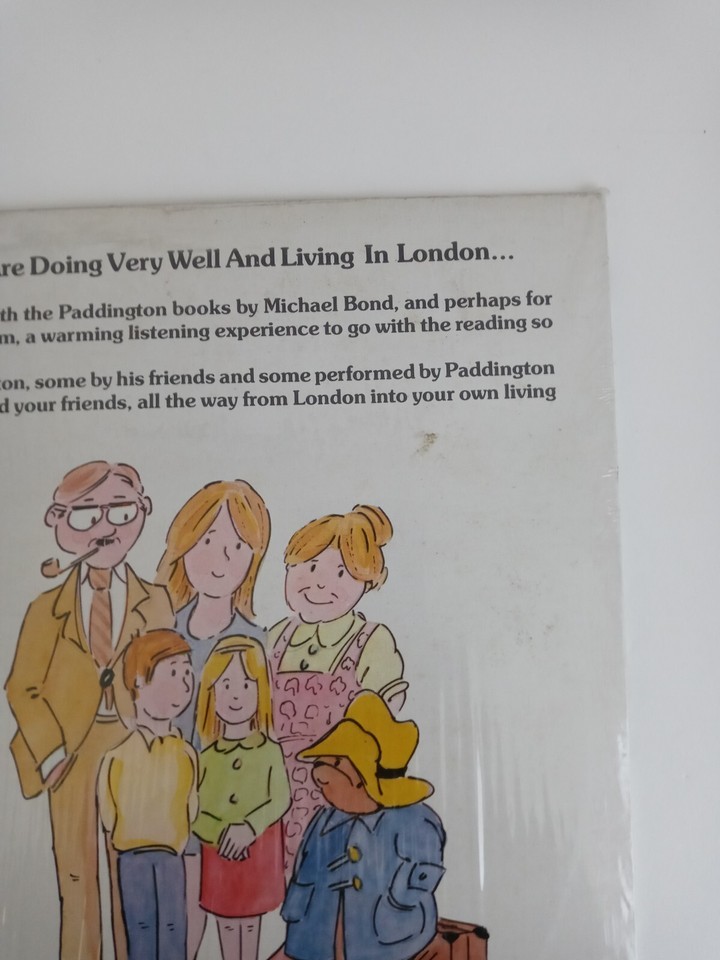 re Doing Very Well And Living In London...
th the Paddington books by Michael Bond, and perhaps for
m, a warming listening experience to go with the reading so
on, some by his friends and some performed by Paddington
d your friends, all the way from London into your own living